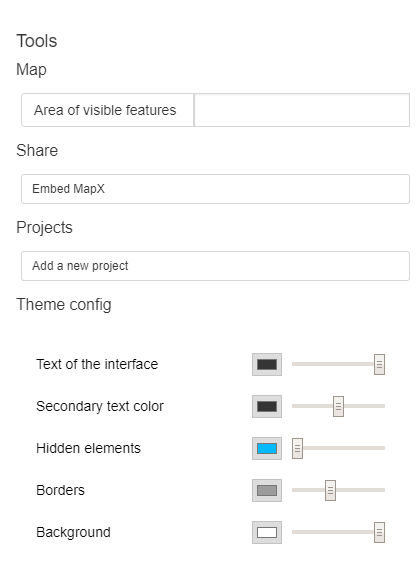 Tools
Map
Area of visible features
Share
Embed MapX
Projects
Add a new project
Theme config
Text of the interface
Secondary text color
Hidden elements
Borders
Background